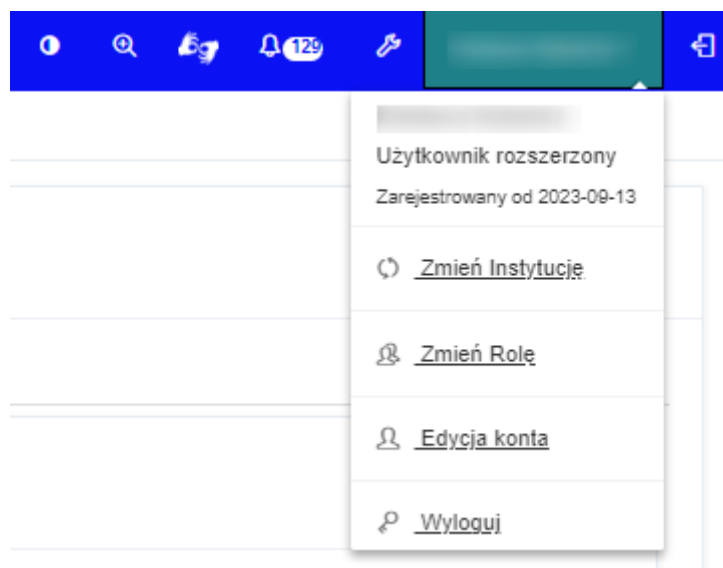 129
Użytkownik rozszerzony
Zarejestrowany od 2023-09-13
Zmień Instytucję
Zmień Rolę
Edycja konta
Wyloguj